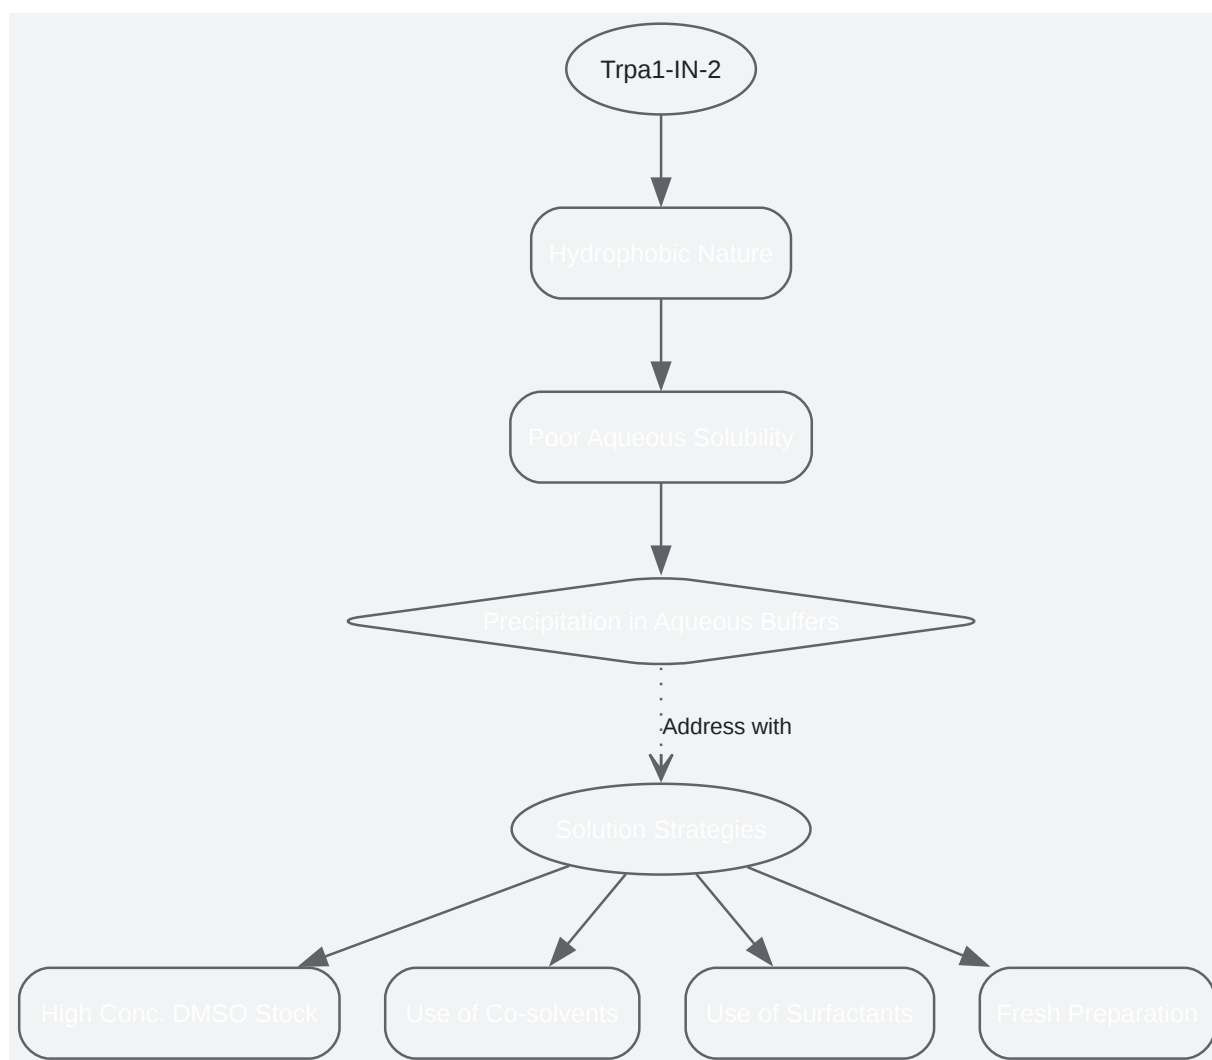 Trpa1-IN-2
Hydrophobic Nature
Poor Aqueous Solubility
Precipitation in Aqueous Buffers
Address with
Solution Strategies
High Conc. DMSO Stock
Use of Co-solvents
Use of Surfactants
Fresh Preparation